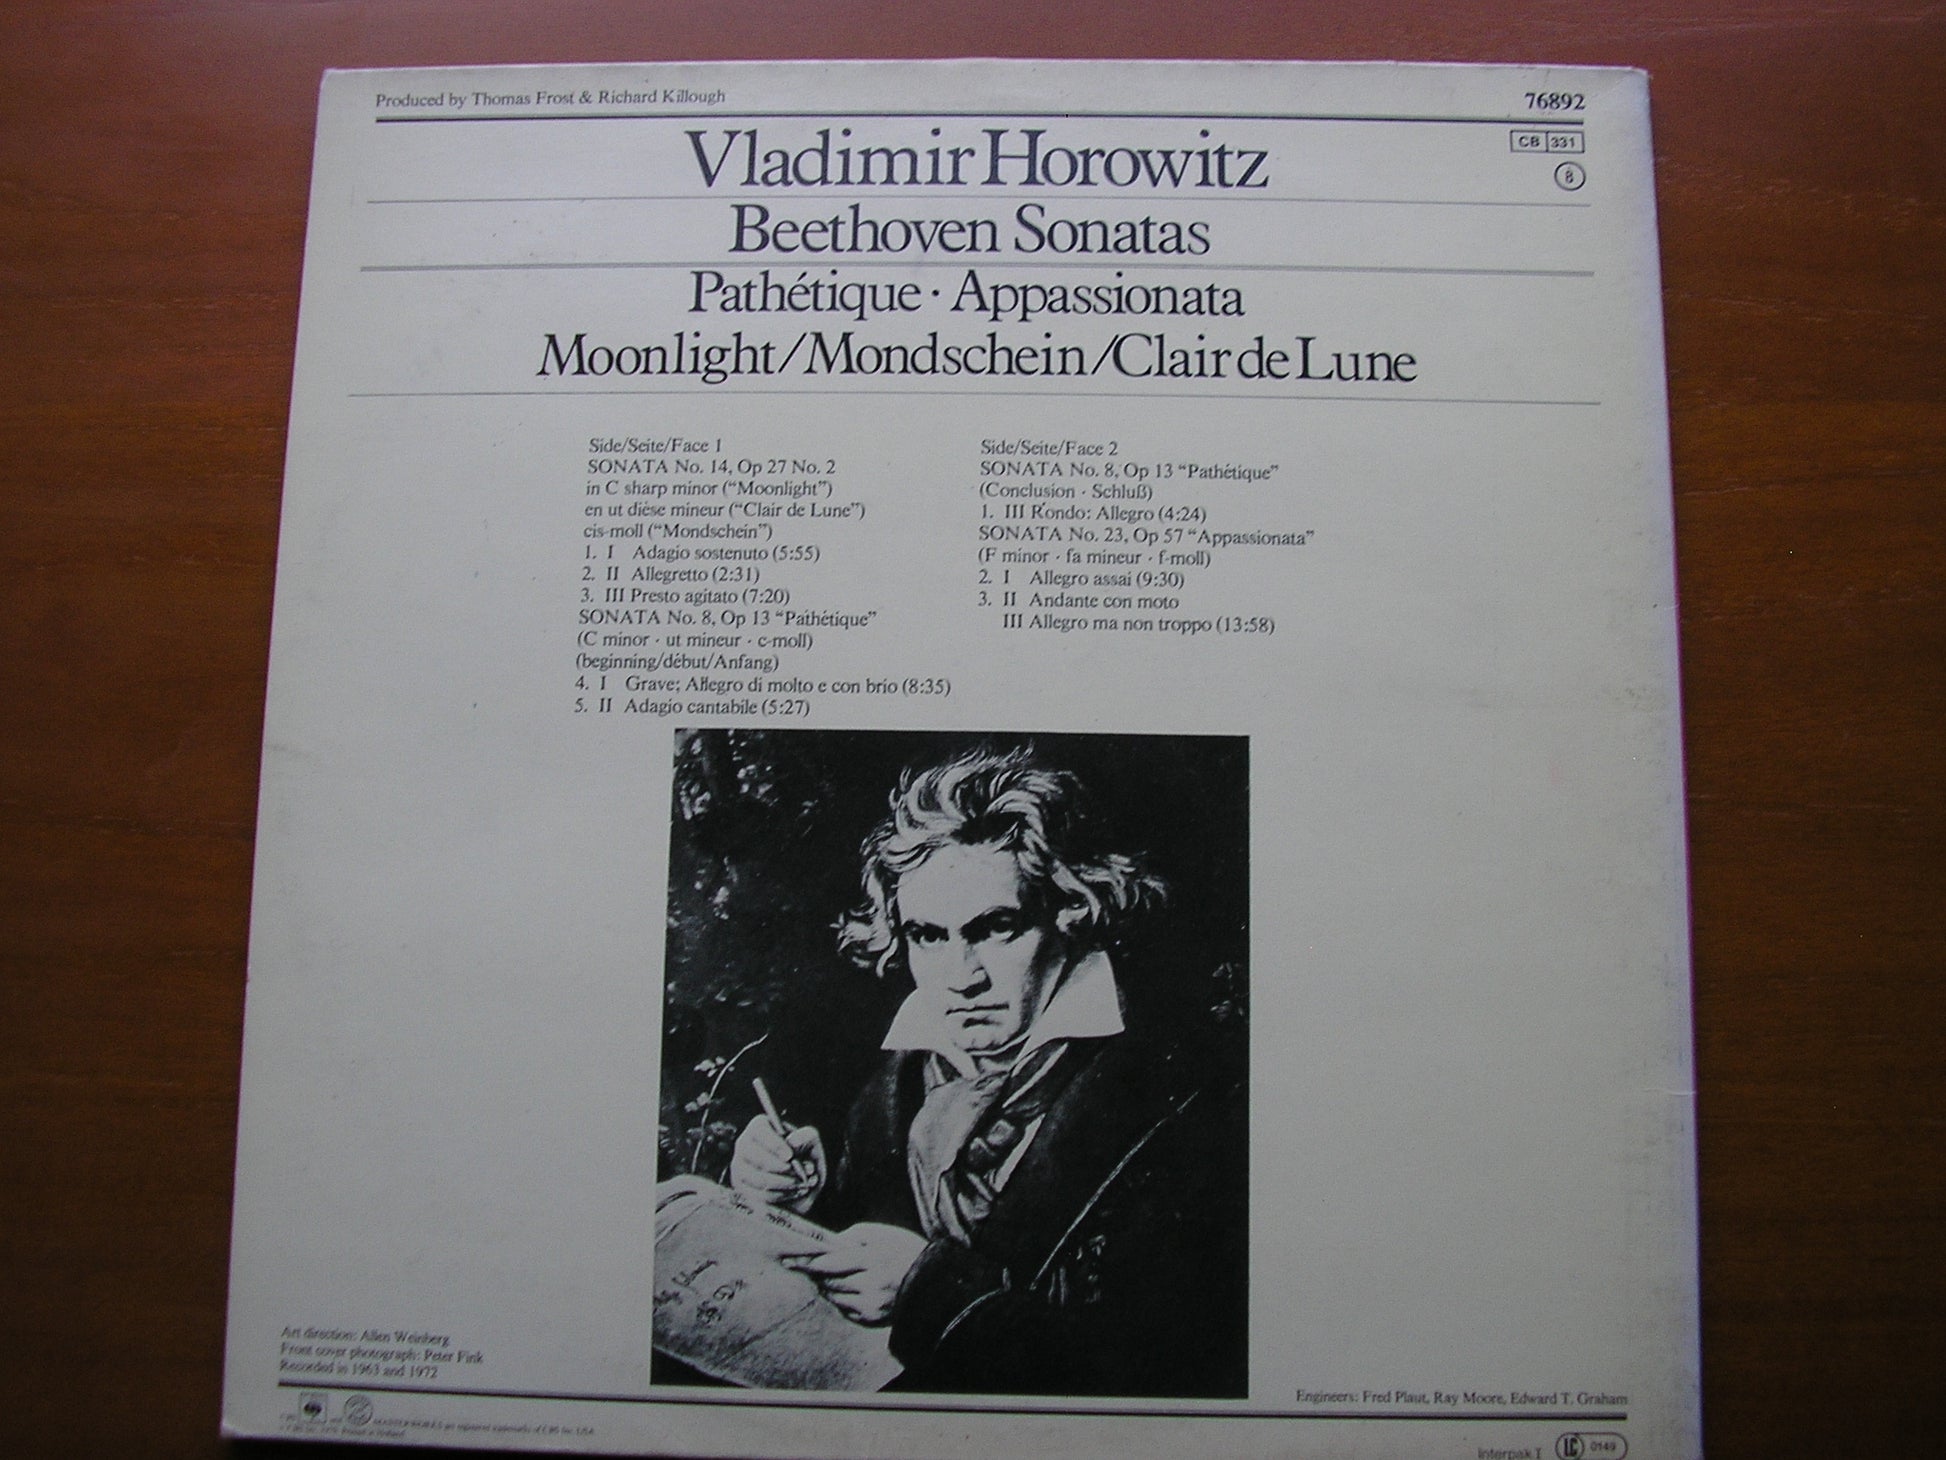 Produced by Thomas Frost & Richard Killough
76892
CB 331
8
Vladimir Horowitz
Beethoven Sonatas
Pathétique · Appassionata
Moonlight/Mondschein/Clair de Lune
Side/Seite/Face 1
SONATA No. 14, Op 27 No. 2
in C sharp minor (“Moonlight”)
en ut dièse mineur (“Clair de Lune”)
cis-moll (“Mondschein”)
1. I Adagio sostenuto (5:55)
2. II Allegretto (2:31)
3. III Presto agitato (7:20)
SONATA No. 8, Op 13 “Pathétique”
(C minor · ut mineur · c-moll)
(beginning/début/Anfang)
4. I Grave; Allegro di molto e con brio (8:35)
5. II Adagio cantabile (5:27)
Side/Seite/Face 2
SONATA No. 8, Op 13 “Pathétique”
(Conclusion · Schluß)
1. III Rondo: Allegro (4:24)
SONATA No. 23, Op 57 “Appassionata”
(F minor · fa mineur · f-moll)
2. I Allegro assai (9:30)
3. II Andante con moto
III Allegro ma non troppo (13:58)
Art direction: Allen Weinberg
Front cover photograph: Peter Fink
Recorded in 1963 and 1972
Engineers: Fred Plaut, Ray Moore, Edward T. Graham
MASTERWORKS are registered trademarks of CBS Inc. USA
Interpak I
LC 0149